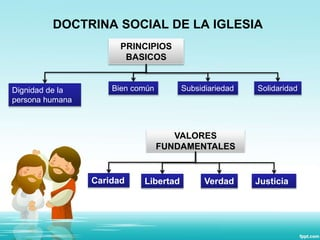 DOCTRINA SOCIAL DE LA IGLESIA
PRINCIPIOS
BASICOS
Dignidad de la
persona humana
Bien común
Subsidiariedad
Solidaridad
VALORES
FUNDAMENTALES
Caridad
Libertad
Verdad
Justicia
fppt.com